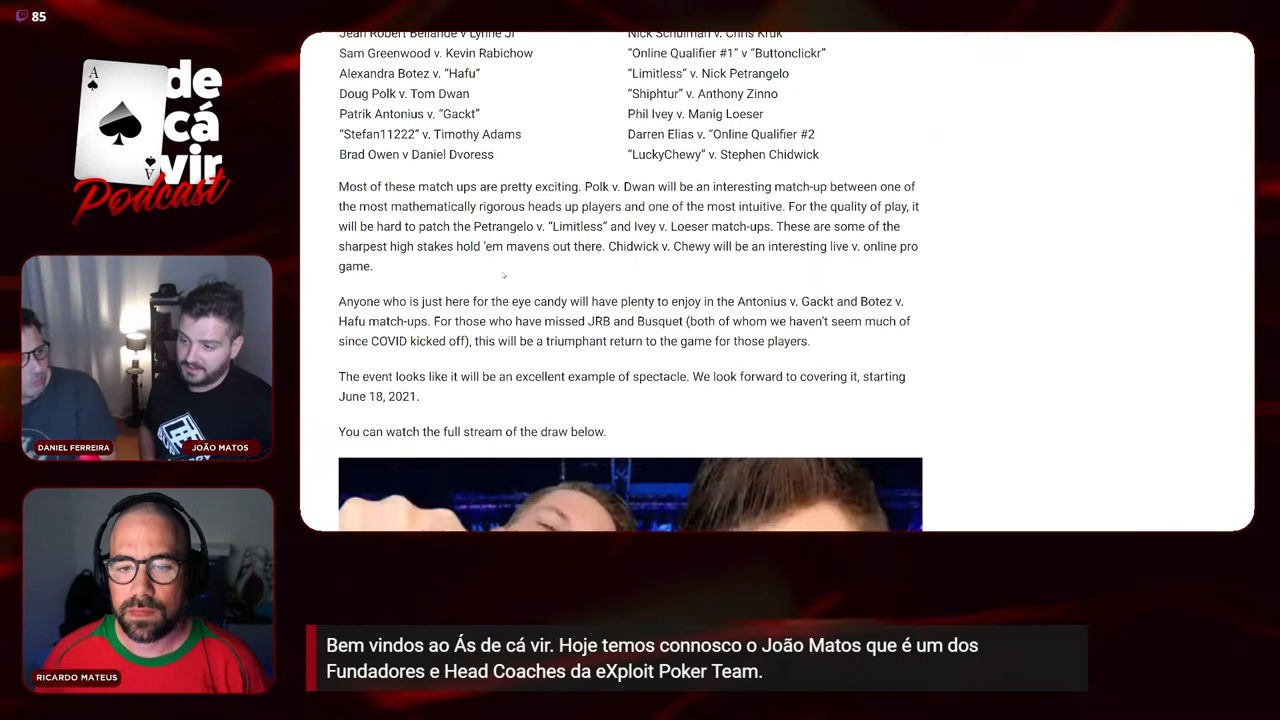 85
A
de
cá
vir
Podcast
Jean Robert Bellande v Lynne Ji
Sam Greenwood v. Kevin Rabichow
Alexandra Botez v. “Hafu”
Doug Polk v. Tom Dwan
Patrik Antonius v. “Gackt”
“Stefan11222” v. Timothy Adams
Brad Owen v Daniel Dvoress
Nick Schulman v. Chris Kruk
“Online Qualifier #1” v “Buttonclickr”
“Limitless” v. Nick Petrangelo
“Shiphtur” v. Anthony Zinno
Phil Ivey v. Manig Loeser
Darren Elias v. “Online Qualifier #2
“LuckyChewy” v. Stephen Chidwick
Most of these match ups are pretty exciting. Polk v. Dwan will be an interesting match-up between one of
the most mathematically rigorous heads up players and one of the most intuitive. For the quality of play, it
will be hard to patch the Petrangelo v. “Limitless” and Ivey v. Loeser match-ups. These are some of the
sharpest high stakes hold ’em mavens out there. Chidwick v. Chewy will be an interesting live v. online pro
game.
Anyone who is just here for the eye candy will have plenty to enjoy in the Antonius v. Gackt and Botez v.
Hafu match-ups. For those who have missed JRB and Busquet (both of whom we haven’t seem much of
since COVID kicked off), this will be a triumphant return to the game for those players.
The event looks like it will be an excellent example of spectacle. We look forward to covering it, starting
June 18, 2021.
You can watch the full stream of the draw below.
DANIEL FERREIRA
JOÃO MATOS
RICARDO MATEUS
Bem vindos ao Ás de cá vir. Hoje temos connosco o João Matos que é um dos
Fundadores e Head Coaches da eXploit Poker Team.